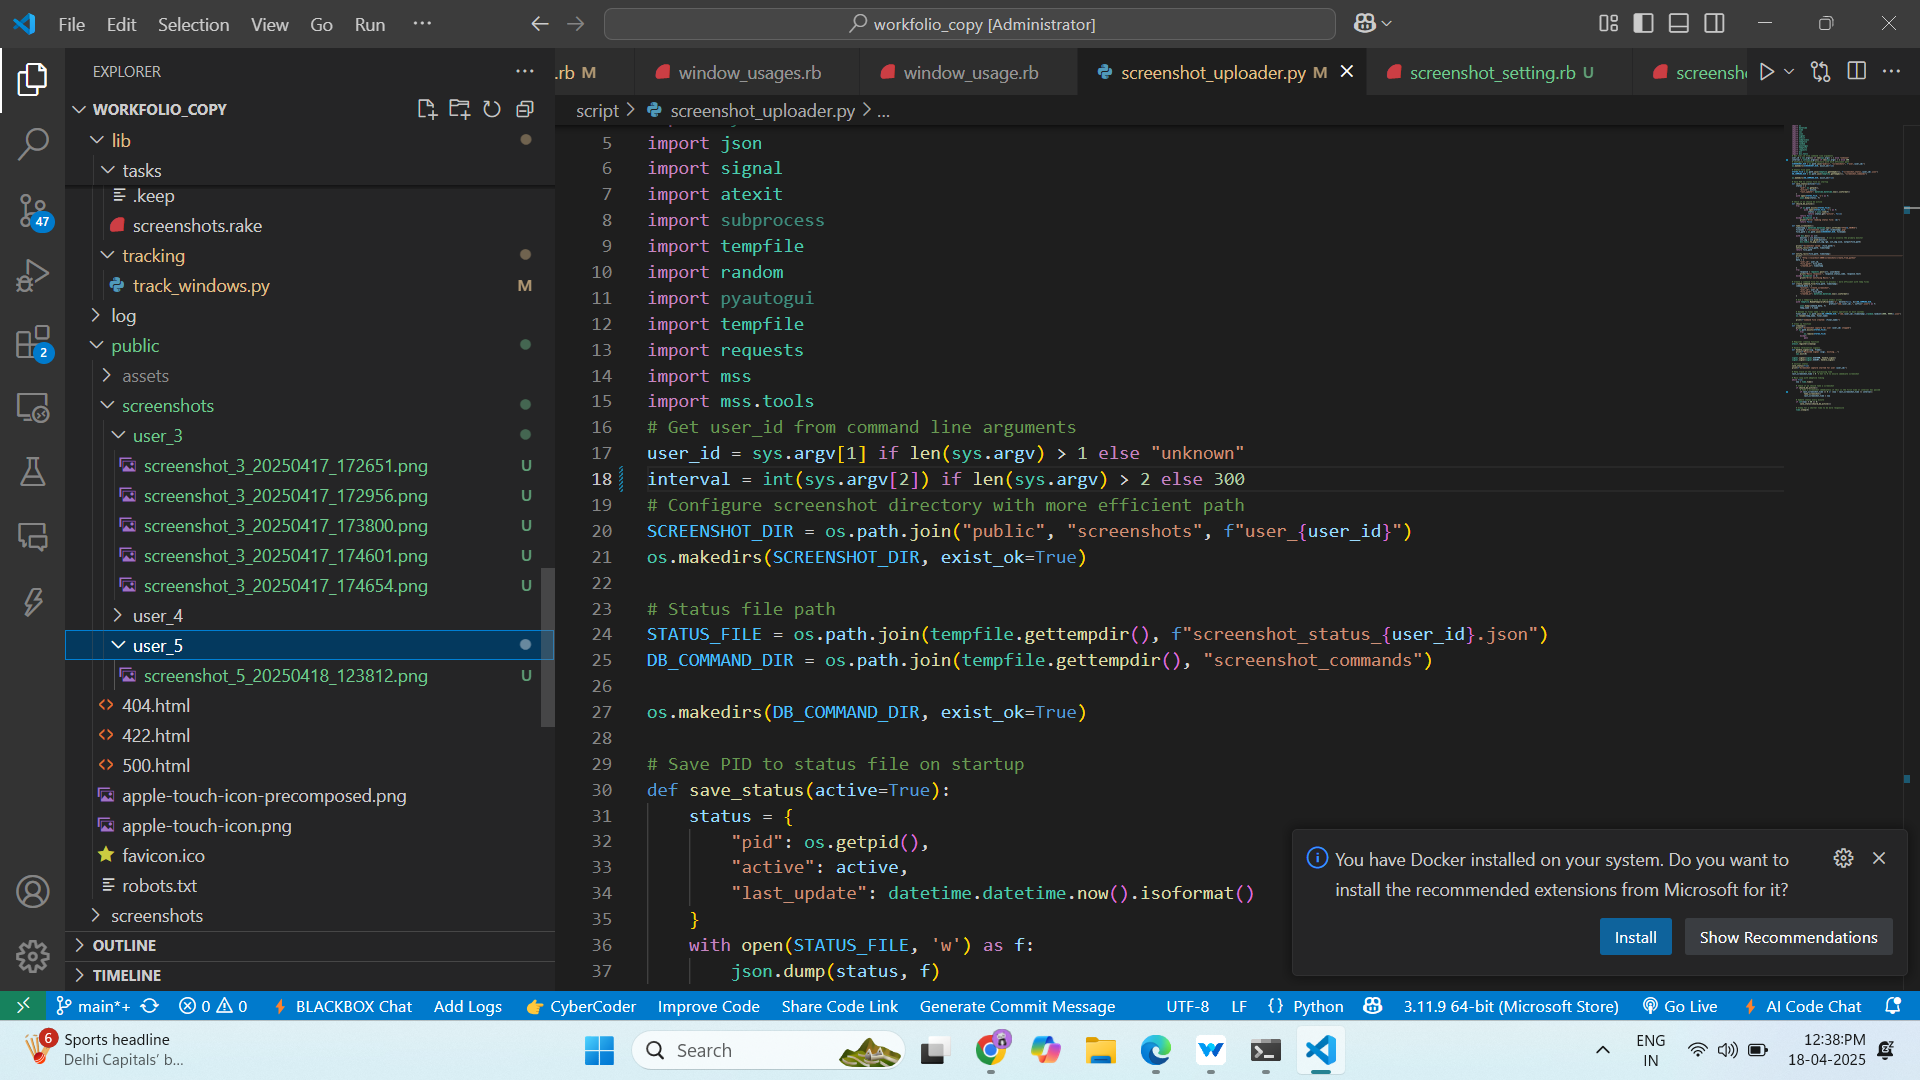 File Edit Selection View Go Run ···
workfolio_copy [Administrator]
EXPLORER
.rb M
window_usages.rb
window_usage.rb
screenshot_uploader.py M
screenshot_setting.rb U
script > screenshot_uploader.py > ...
WORKFOLIO_COPY
lib
tasks
.keep
screenshots.rake
tracking
track_windows.py M
log
public
assets
screenshots
user_3
screenshot_3_20250417_172651.png U
screenshot_3_20250417_172956.png U
screenshot_3_20250417_173800.png U
screenshot_3_20250417_174601.png U
screenshot_3_20250417_174654.png U
user_4
user_5
screenshot_5_20250418_123812.png U
404.html
422.html
500.html
apple-touch-icon-precomposed.png
apple-touch-icon.png
favicon.ico
robots.txt
screenshots
OUTLINE
TIMELINE
47
2
5 import json
6 import signal
7 import atexit
8 import subprocess
9 import tempfile
10 import random
11 import pyautogui
12 import tempfile
13 import requests
14 import mss
15 import mss.tools
16 # Get user_id from command line arguments
17 user_id = sys.argv[1] if len(sys.argv) > 1 else "unknown"
18 interval = int(sys.argv[2]) if len(sys.argv) > 2 else 300
19 # Configure screenshot directory with more efficient path
20 SCREENSHOT_DIR = os.path.join("public", "screenshots", f"user_{user_id}")
21 os.makedirs(SCREENSHOT_DIR, exist_ok=True)
22
23 # Status file path
24 STATUS_FILE = os.path.join(tempfile.gettempdir(), f"screenshot_status_{user_id}.json")
25 DB_COMMAND_DIR = os.path.join(tempfile.gettempdir(), "screenshot_commands")
26
27 os.makedirs(DB_COMMAND_DIR, exist_ok=True)
28
29 # Save PID to status file on startup
30 def save_status(active=True):
31 status = {
32 "pid": os.getpid(),
33 "active": active,
34 "last_update": datetime.datetime.now().isoformat()
35 }
36 with open(STATUS_FILE, 'w') as f:
37 json.dump(status, f)
You have Docker installed on your system. Do you want to
install the recommended extensions from Microsoft for it?
Install
Show Recommendations
main*+ 0 0 BLACKBOX Chat Add Logs CyberCoder Improve Code Share Code Link Generate Commit Message UTF-8 LF {} Python 3.11.9 64-bit (Microsoft Store) Go Live AI Code Chat
6
Sports headline
Delhi Capitals' b...
Search
ENG
IN
12:38:PM
18-04-2025